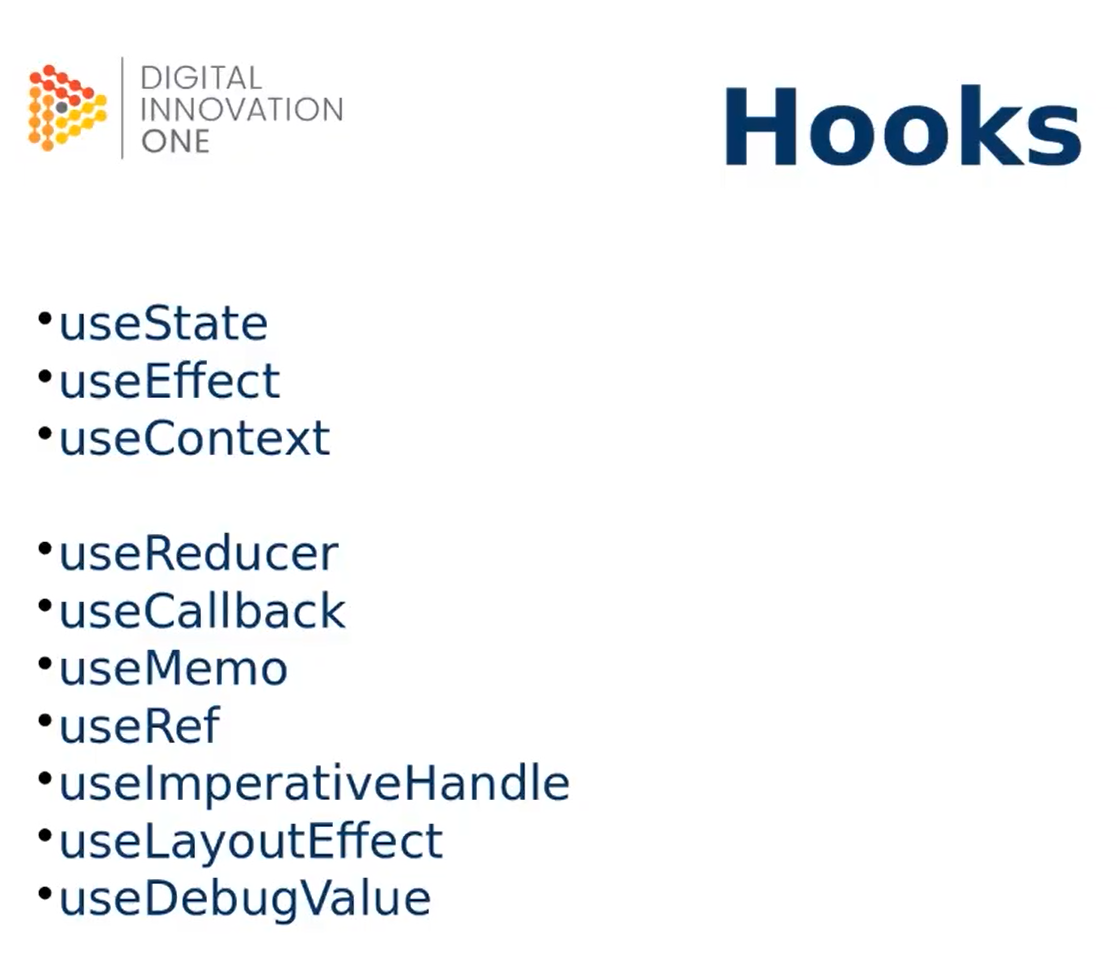 DIGITAL
INNOVATION
ONE
Hooks
•useState
•useEffect
•useContext
•useReducer
•useCallback
•useMemo
•useRef
•useImperativeHandle
•useLayoutEffect
•useDebugValue